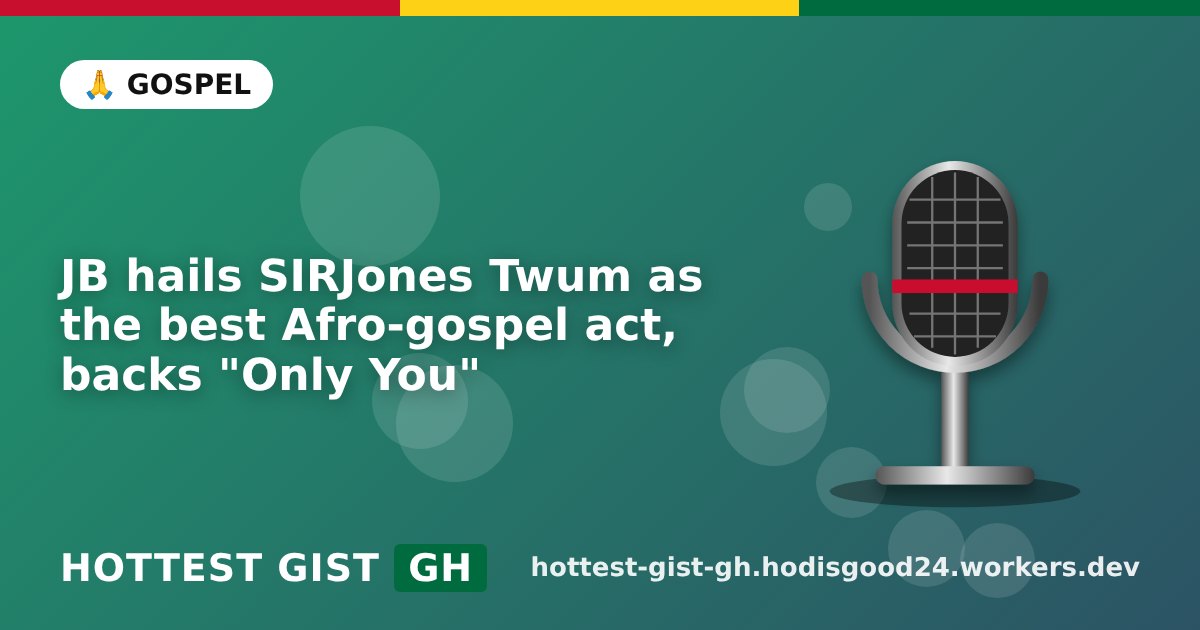 🙏 GOSPEL
JB hails SIRJones Twum as
the best Afro-gospel act,
backs "Only You"
HOTTEST GIST GH
hottest-gist-gh.hodisgood24.workers.dev